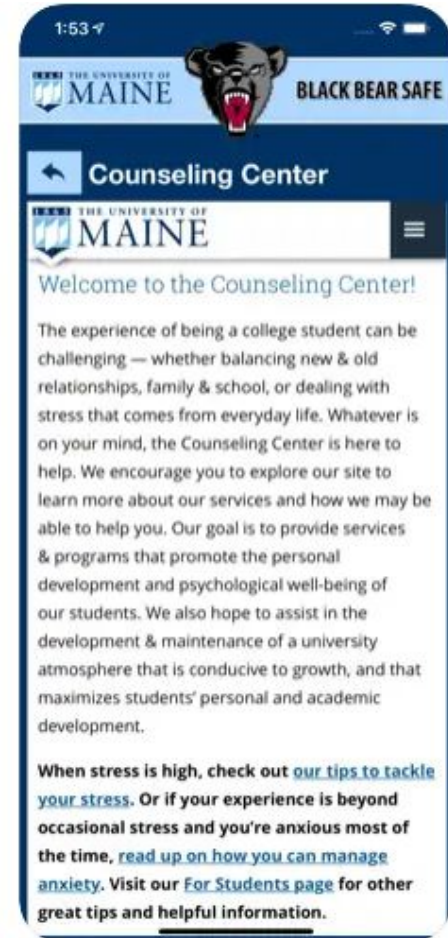 1:53
1865 THE UNIVERSITY OF
MAINE
BLACK BEAR SAFE
Counseling Center
1865 THE UNIVERSITY OF
MAINE
Welcome to the Counseling Center!
The experience of being a college student can be
challenging — whether balancing new & old
relationships, family & school, or dealing with
stress that comes from everyday life. Whatever is
on your mind, the Counseling Center is here to
help. We encourage you to explore our site to
learn more about our services and how we may be
able to help you. Our goal is to provide services
& programs that promote the personal
development and psychological well-being of
our students. We also hope to assist in the
development & maintenance of a university
atmosphere that is conducive to growth, and that
maximizes students' personal and academic
development.
When stress is high, check out our tips to tackle
your stress. Or if your experience is beyond
occasional stress and you're anxious most of
the time, read up on how you can manage
anxiety. Visit our For Students page for other
great tips and helpful information.